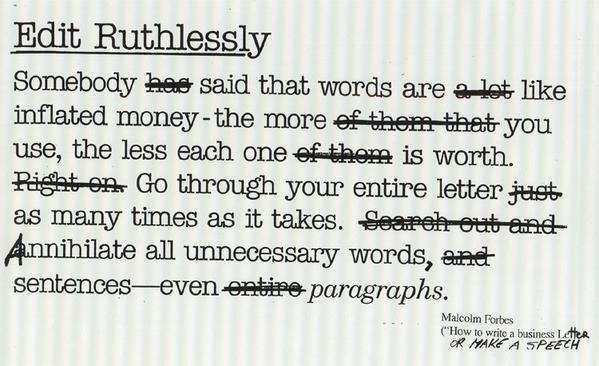 Edit Ruthlessly
Somebody has said that words are a lot like
inflated money - the more of them that you
use, the less each one of them is worth.
Right on. Go through your entire letter just
as many times as it takes. Search out and
Annihilate all unnecessary words, and
sentences—even entire paragraphs.
Malcolm Forbes
("How to write a business Letter
OR MAKE A SPEECH